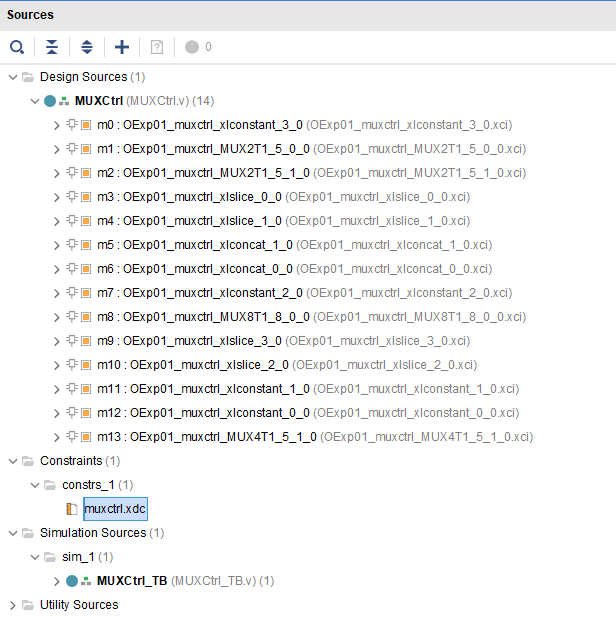 Sources
0
Design Sources (1)
MUXCtrl (MUXCtrl.v) (14)
m0 : OExp01_muxctrl_xlconstant_3_0 (OExp01_muxctrl_xlconstant_3_0.xci)
m1 : OExp01_muxctrl_MUX2T1_5_0_0 (OExp01_muxctrl_MUX2T1_5_0_0.xci)
m2 : OExp01_muxctrl_MUX2T1_5_1_0 (OExp01_muxctrl_MUX2T1_5_1_0.xci)
m3 : OExp01_muxctrl_xlslice_0_0 (OExp01_muxctrl_xlslice_0_0.xci)
m4 : OExp01_muxctrl_xlslice_1_0 (OExp01_muxctrl_xlslice_1_0.xci)
m5 : OExp01_muxctrl_xlconcat_1_0 (OExp01_muxctrl_xlconcat_1_0.xci)
m6 : OExp01_muxctrl_xlconcat_0_0 (OExp01_muxctrl_xlconcat_0_0.xci)
m7 : OExp01_muxctrl_xlconstant_2_0 (OExp01_muxctrl_xlconstant_2_0.xci)
m8 : OExp01_muxctrl_MUX8T1_8_0_0 (OExp01_muxctrl_MUX8T1_8_0_0.xci)
m9 : OExp01_muxctrl_xlslice_3_0 (OExp01_muxctrl_xlslice_3_0.xci)
m10 : OExp01_muxctrl_xlslice_2_0 (OExp01_muxctrl_xlslice_2_0.xci)
m11 : OExp01_muxctrl_xlconstant_1_0 (OExp01_muxctrl_xlconstant_1_0.xci)
m12 : OExp01_muxctrl_xlconstant_0_0 (OExp01_muxctrl_xlconstant_0_0.xci)
m13 : OExp01_muxctrl_MUX4T1_5_1_0 (OExp01_muxctrl_MUX4T1_5_1_0.xci)
Constraints (1)
constrs_1 (1)
muxctrl.xdc
Simulation Sources (1)
sim_1 (1)
MUXCtrl_TB (MUXCtrl_TB.v) (1)
Utility Sources